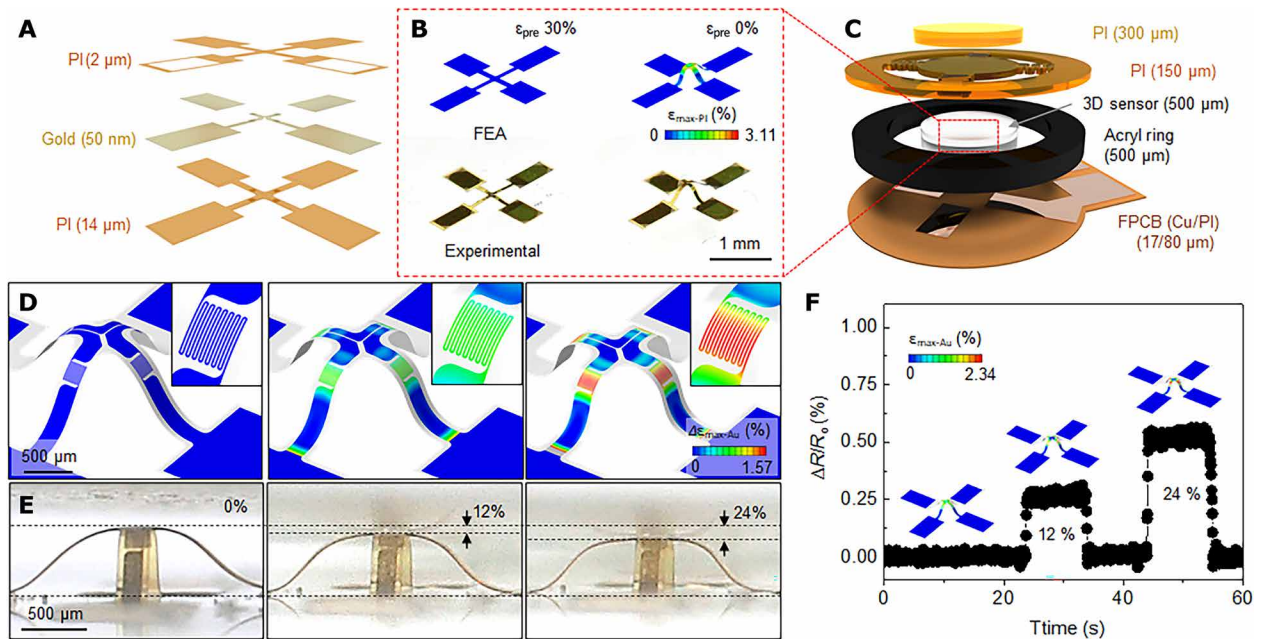 A
PI (2 µm)
Gold (50 nm)
PI (14 µm)
B
εpre 30%
εpre 0%
εmax-PI (%)
0
3.11
FEA
Experimental
1 mm
C
PI (300 µm)
PI (150 µm)
3D sensor (500 µm)
Acryl ring
(500 µm)
FPCB (Cu/PI)
(17/80 µm)
D
500 µm
Δεmax-Au (%)
0
1.57
E
0%
12%
24%
500 µm
F
1.00
0.75
0.50
0.25
0.00
ΔR/R₀ (%)
εmax-Au (%)
0
2.34
12 %
24 %
0
20
40
60
Ttime (s)